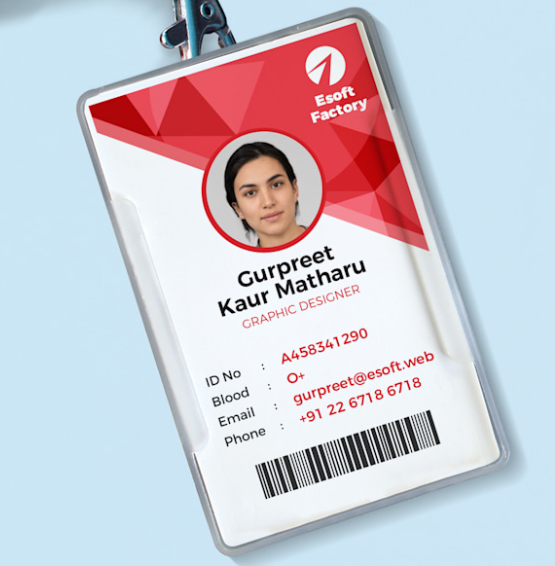 Esoft
Factory
Gurpreet
Kaur Matharu
GRAPHIC DESIGNER
ID No : A458341290
Blood : O+
Email : gurpreet@esoft.web
Phone : +91 22 6718 6718